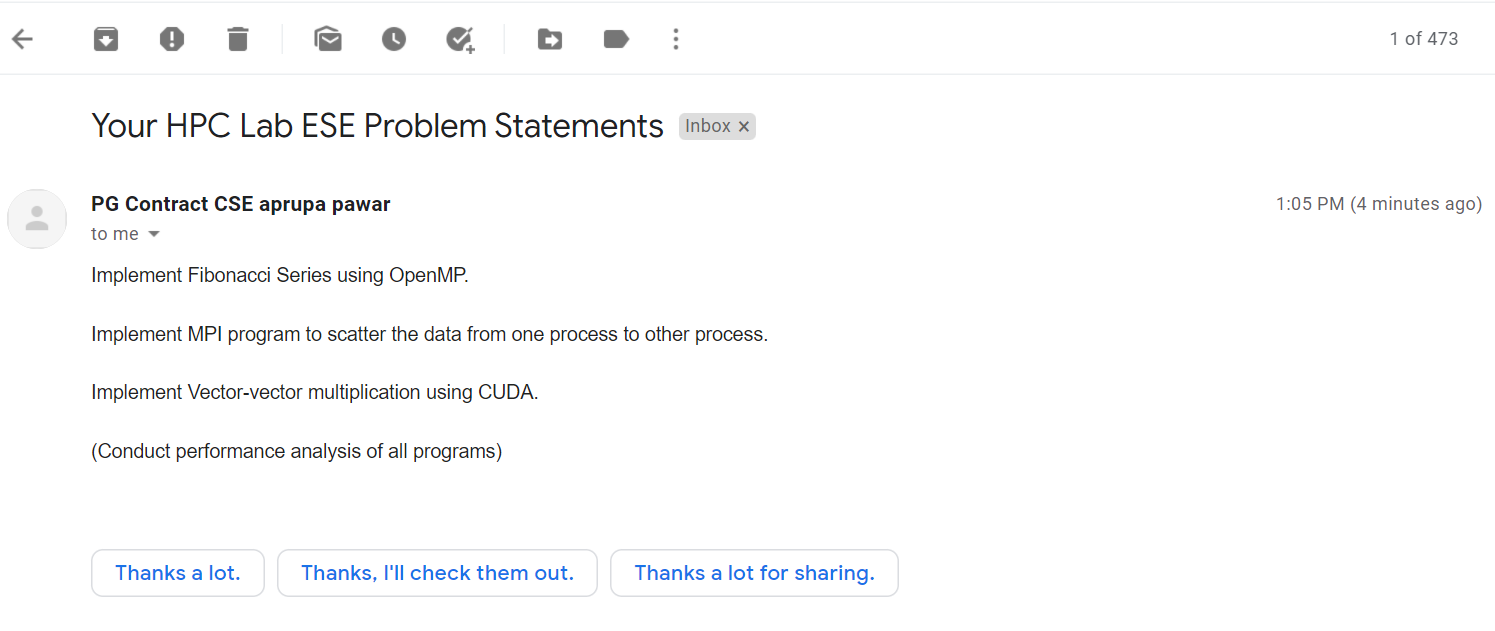 1 of 473
Your HPC Lab ESE Problem Statements Inbox ×
PG Contract CSE aprupa pawar 1:05 PM (4 minutes ago)
to me
Implement Fibonacci Series using OpenMP.
Implement MPI program to scatter the data from one process to other process.
Implement Vector-vector multiplication using CUDA.
(Conduct performance analysis of all programs)
Thanks a lot. Thanks, I'll check them out. Thanks a lot for sharing.